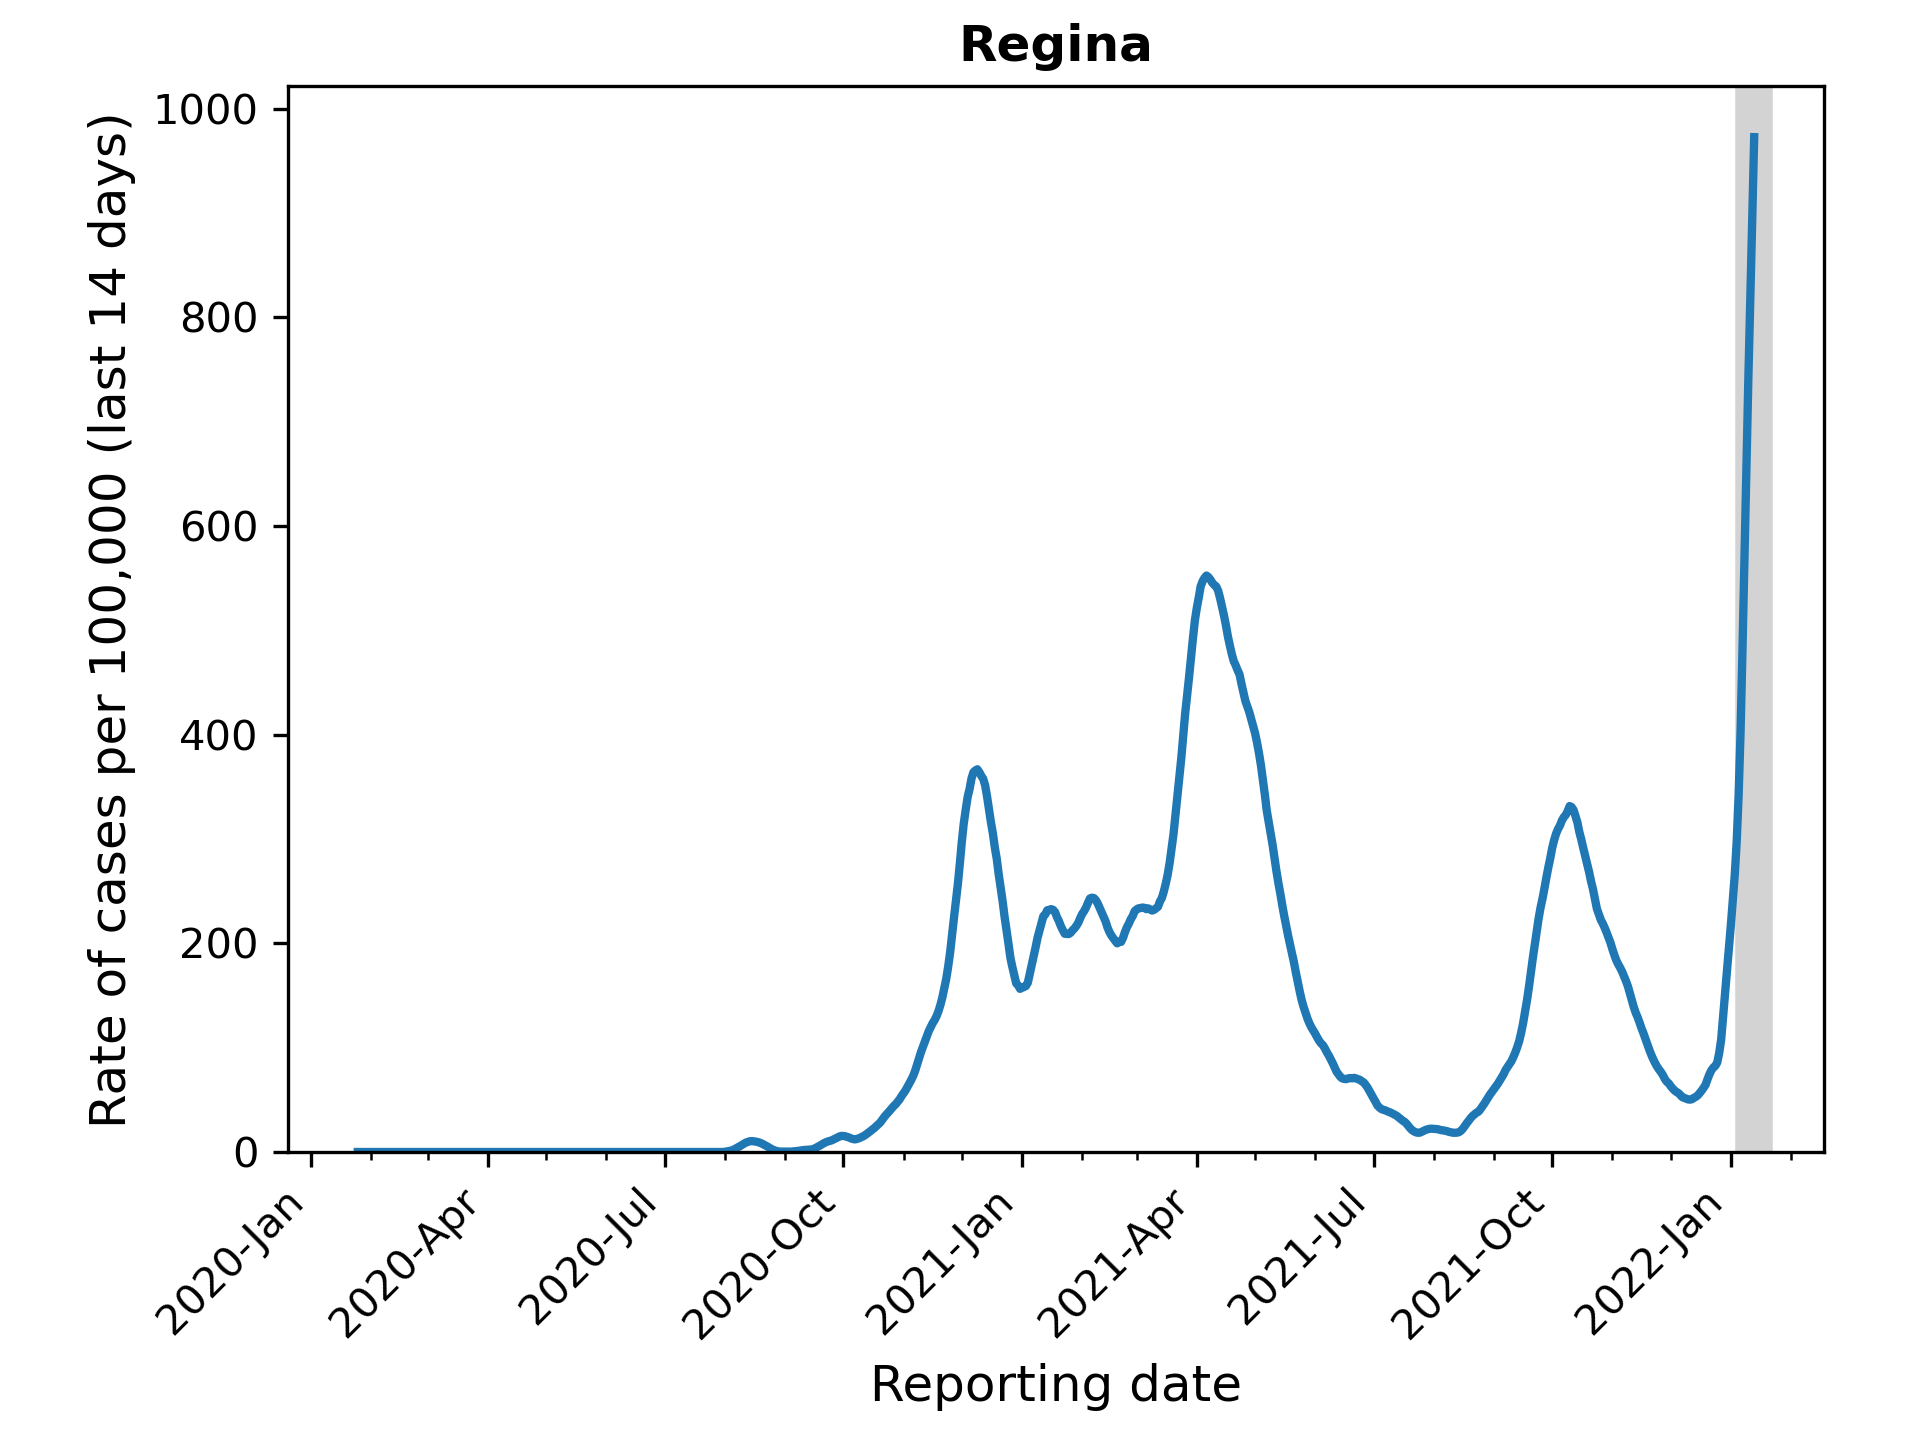 Regina
Rate of cases per 100,000 (last 14 days)
1000
800
600
400
200
0
2020-Jan
2020-Apr
2020-Jul
2020-Oct
2021-Jan
2021-Apr
2021-Jul
2021-Oct
2022-Jan
Reporting date